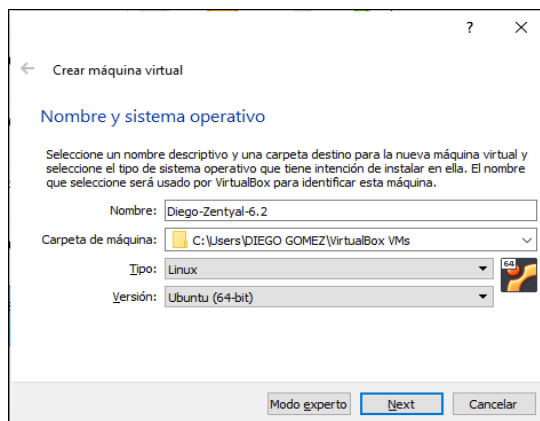 ?
Crear máquina virtual
Nombre y sistema operativo
Seleccione un nombre descriptivo y una carpeta destino para la nueva máquina virtual y
seleccione el tipo de sistema operativo que tiene intención de instalar en ella. El nombre
que seleccione será usado por VirtualBox para identificar esta máquina.
Nombre: Diego-Zentyal-6.2
Carpeta de máquina: C:\Users\DIEGO GOMEZ\VirtualBox VMs
Tipo: Linux
64
Versión: Ubuntu (64-bit)
Modo experto Next Cancelar